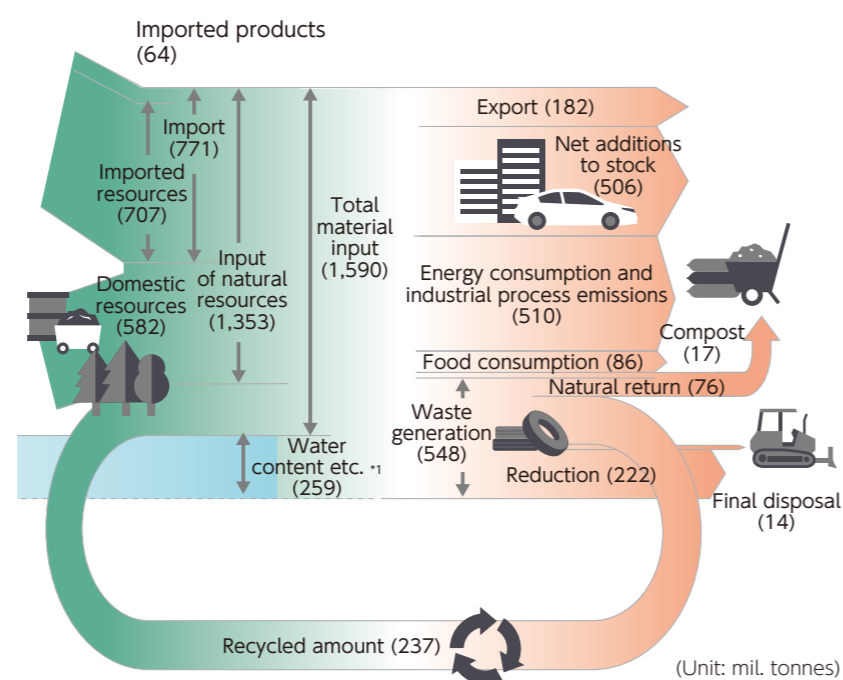 Imported products
(64)
Import
(771)
Imported
resources
(707)
Domestic
resources
(582)
Input
of natural
resources
(1,353)
Total
material
input
(1,590)
Water
content etc. *1
(259)
Export (182)
Net additions
to stock
(506)
Energy consumption and
industrial process emissions
(510)
Food consumption (86)
Compost
(17)
Natural return (76)
Waste
generation
(548)
Reduction (222)
Final disposal
(14)
Recycled amount (237)
(Unit: mil. tonnes)